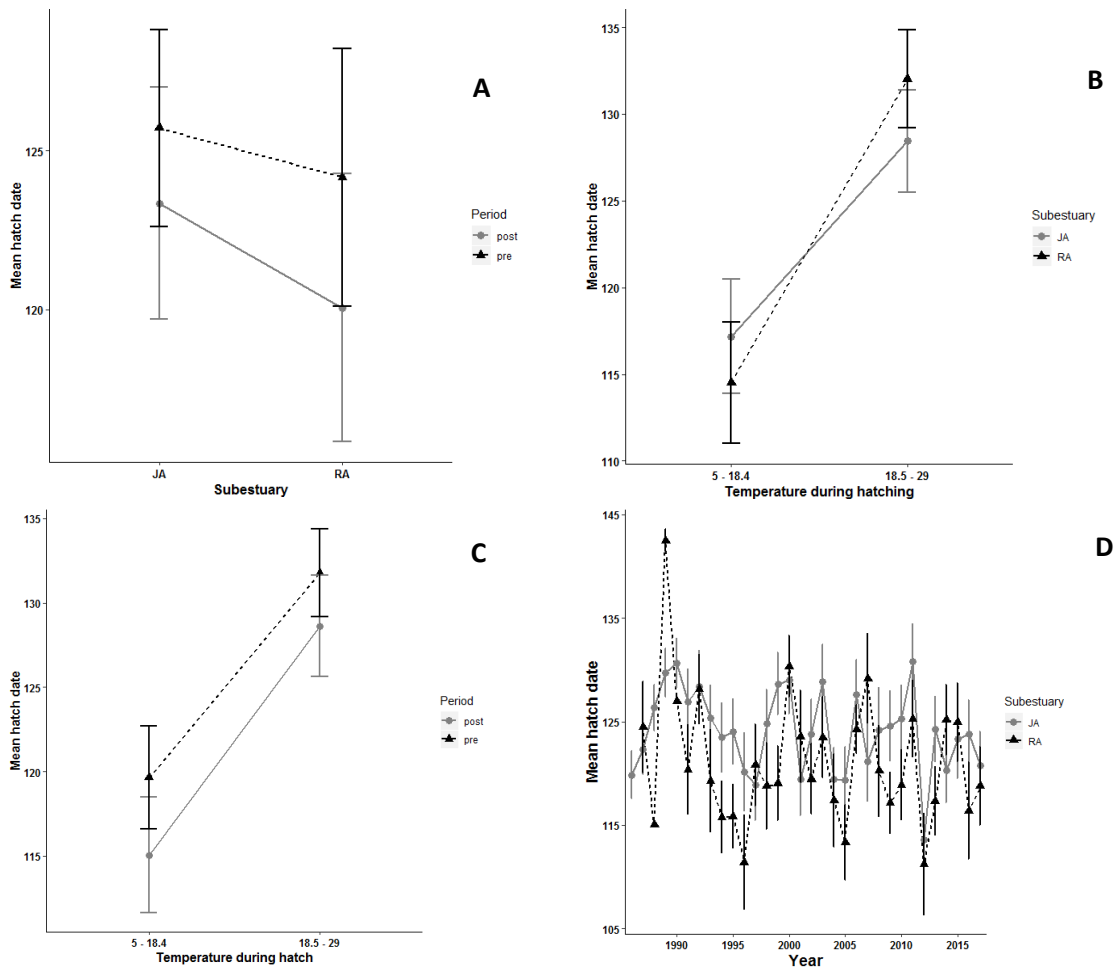 A
Mean hatch date
125
120
JA
RA
Subestuary
Period
post
pre
B
Mean hatch date
135
130
125
120
115
110
5 - 18.4
18.5 - 29
Temperature during hatching
Subestuary
JA
RA
C
Mean hatch date
135
130
125
120
115
5 - 18.4
18.5 - 29
Temperature during hatch
Period
post
pre
D
Mean hatch date
145
135
125
115
105
1990
1995
2000
2005
2010
2015
Year
Subestuary
JA
RA